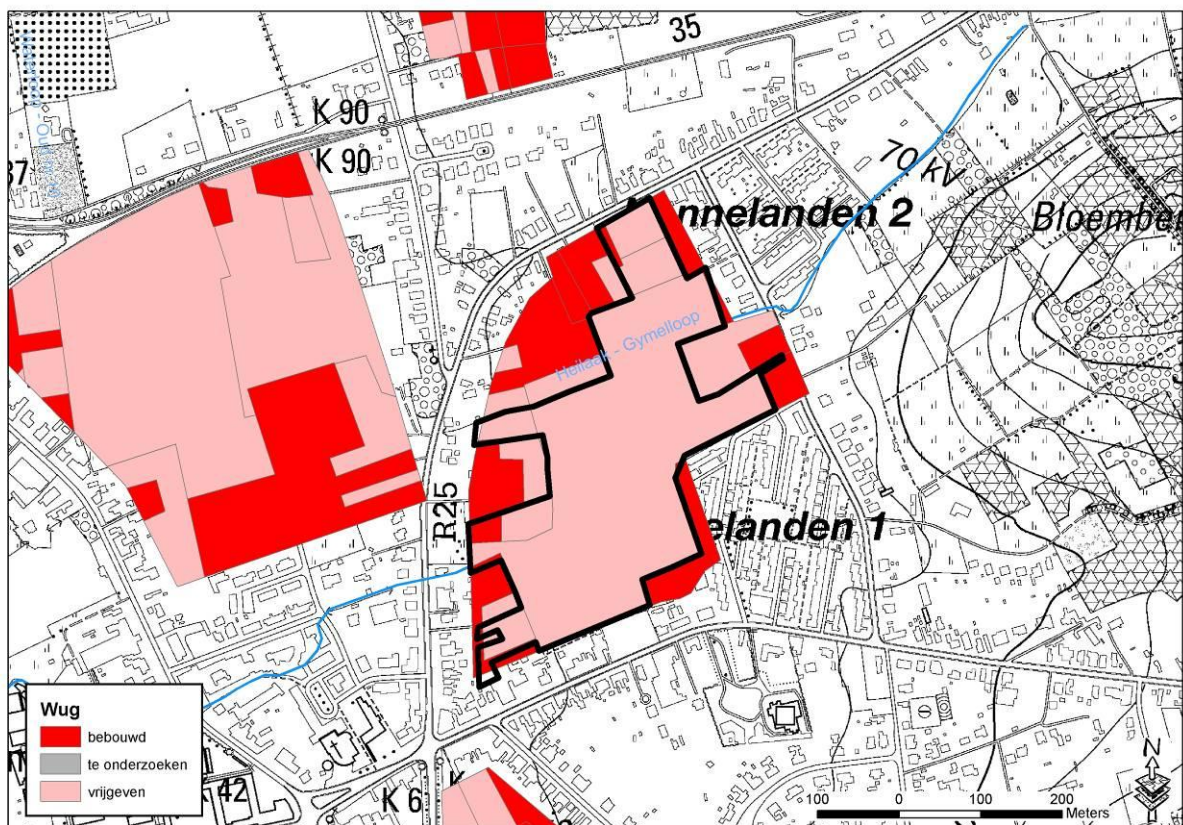 35
K 90
K 90
37
70 kV
nnelanden 2
Bloember
Heilaak - Gymelloop
R25
elanden 1
Wug
bebouwd
te onderzoeken
vrijgeven
K 42
K 6
K
N
100 0 100 200
Meters